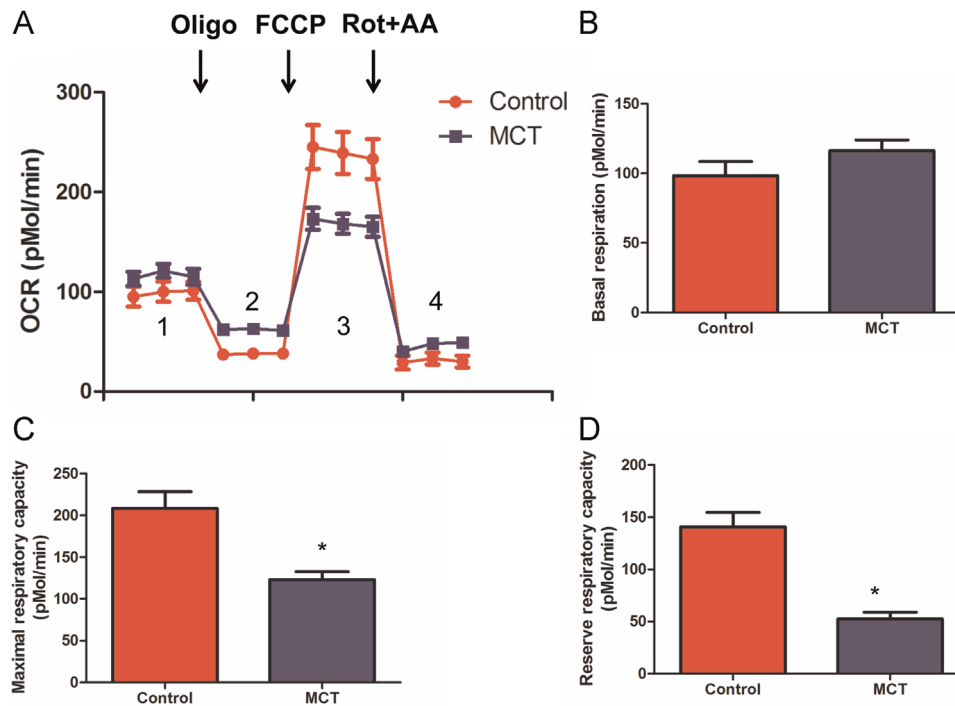 A
Oligo FCCP Rot+AA
OCR (pMol/min)
300
200
100
0
Control
MCT
1
2
3
4
B
Basal respiration (pMol/min)
150
100
50
0
Control MCT
C
Maximal respiratory capacity
(pMol/min)
250
200
150
100
50
0
*
Control MCT
D
Reserve respiratory capacity
(pMol/min)
200
150
100
50
0
*
Control MCT